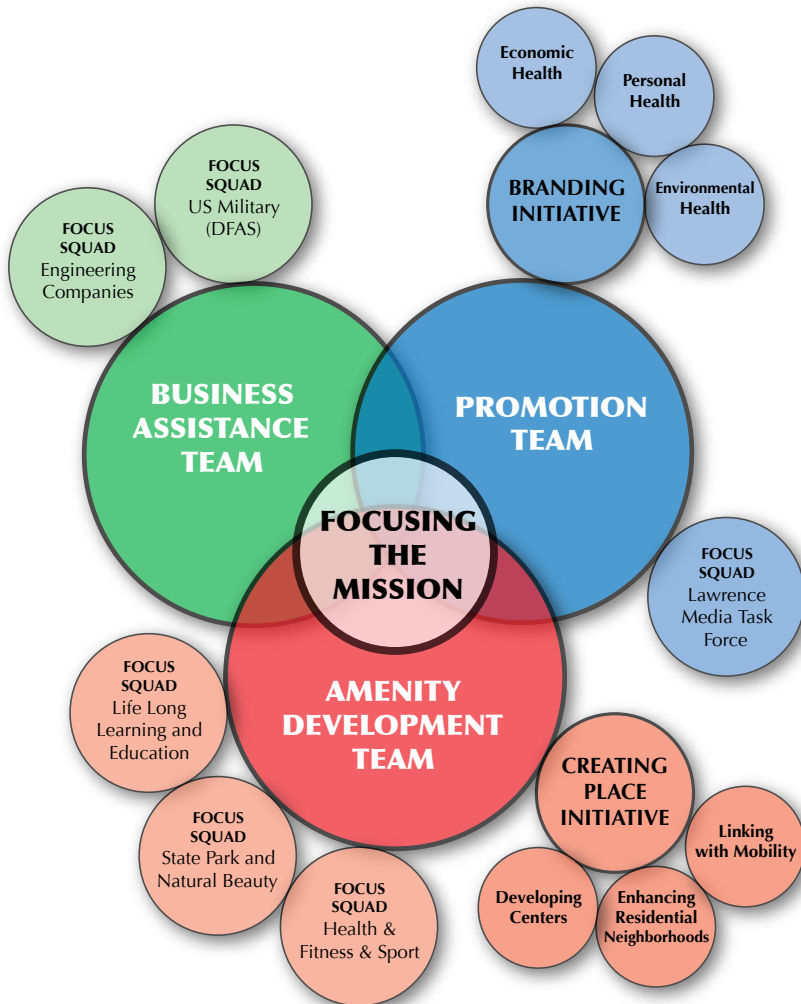 Economic
Health
Personal
Health
BRANDING
INITIATIVE
Environmental
Health
FOCUS
SQUAD
US Military
(DFAS)
FOCUS
SQUAD
Engineering
Companies
BUSINESS
ASSISTANCE
TEAM
PROMOTION
TEAM
FOCUSING
THE
MISSION
FOCUS
SQUAD
Lawrence
Media Task
Force
AMENITY
DEVELOPMENT
TEAM
FOCUS
SQUAD
Life Long
Learning and
Education
FOCUS
SQUAD
State Park and
Natural Beauty
FOCUS
SQUAD
Health &
Fitness & Sport
CREATING
PLACE
INITIATIVE
Linking
with Mobility
Developing
Centers
Enhancing
Residential
Neighborhoods